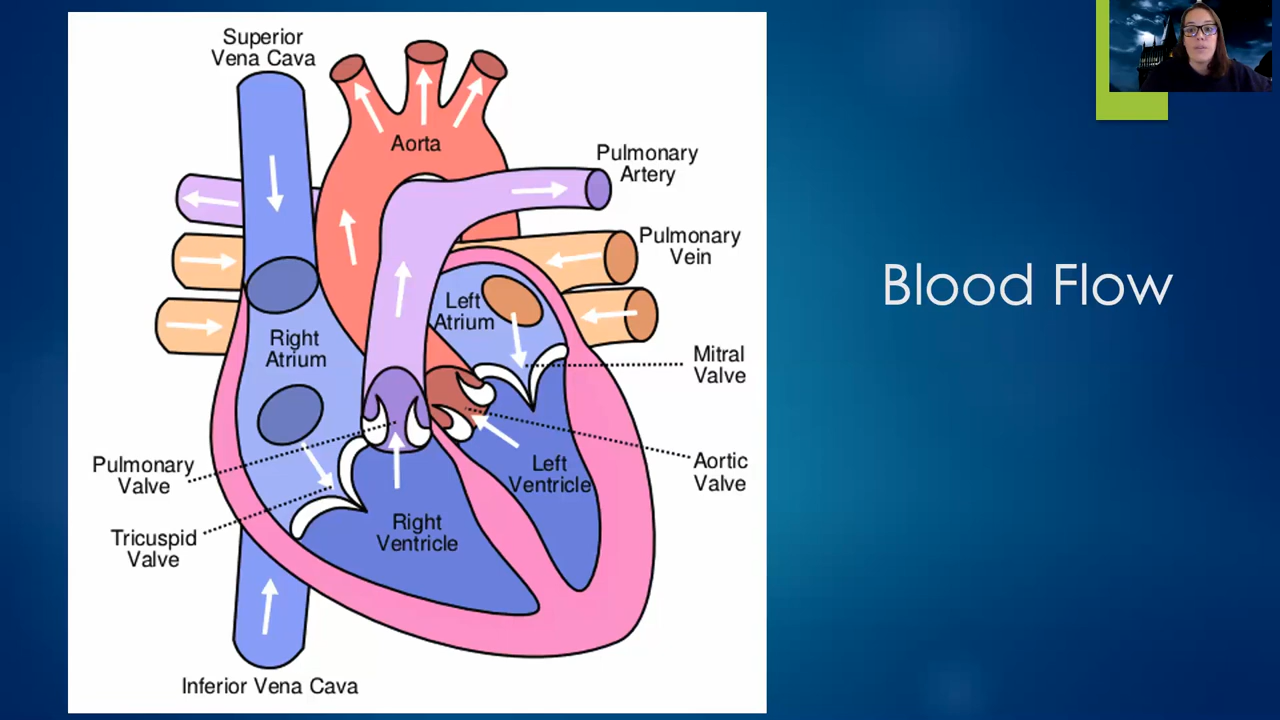 Superior
Vena Cava
Aorta
Pulmonary
Artery
Pulmonary
Vein
Left
Atrium
Right
Atrium
Mitral
Valve
Pulmonary
Valve
Left
Ventricle
Aortic
Valve
Right
Ventricle
Tricuspid
Valve
Inferior Vena Cava
Blood Flow